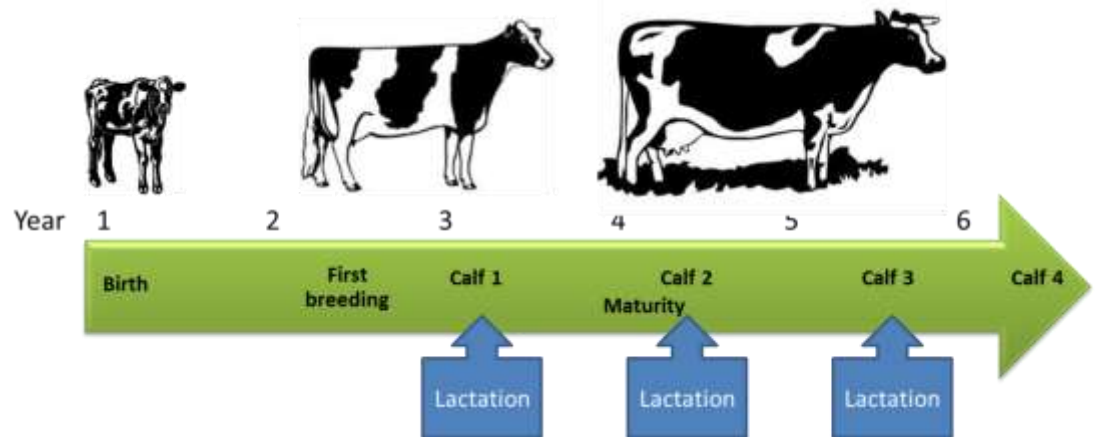 Year 1 2 3 4 5 6
Birth
First
breeding
Calf 1
Calf 2
Maturity
Calf 3
Calf 4
Lactation
Lactation
Lactation